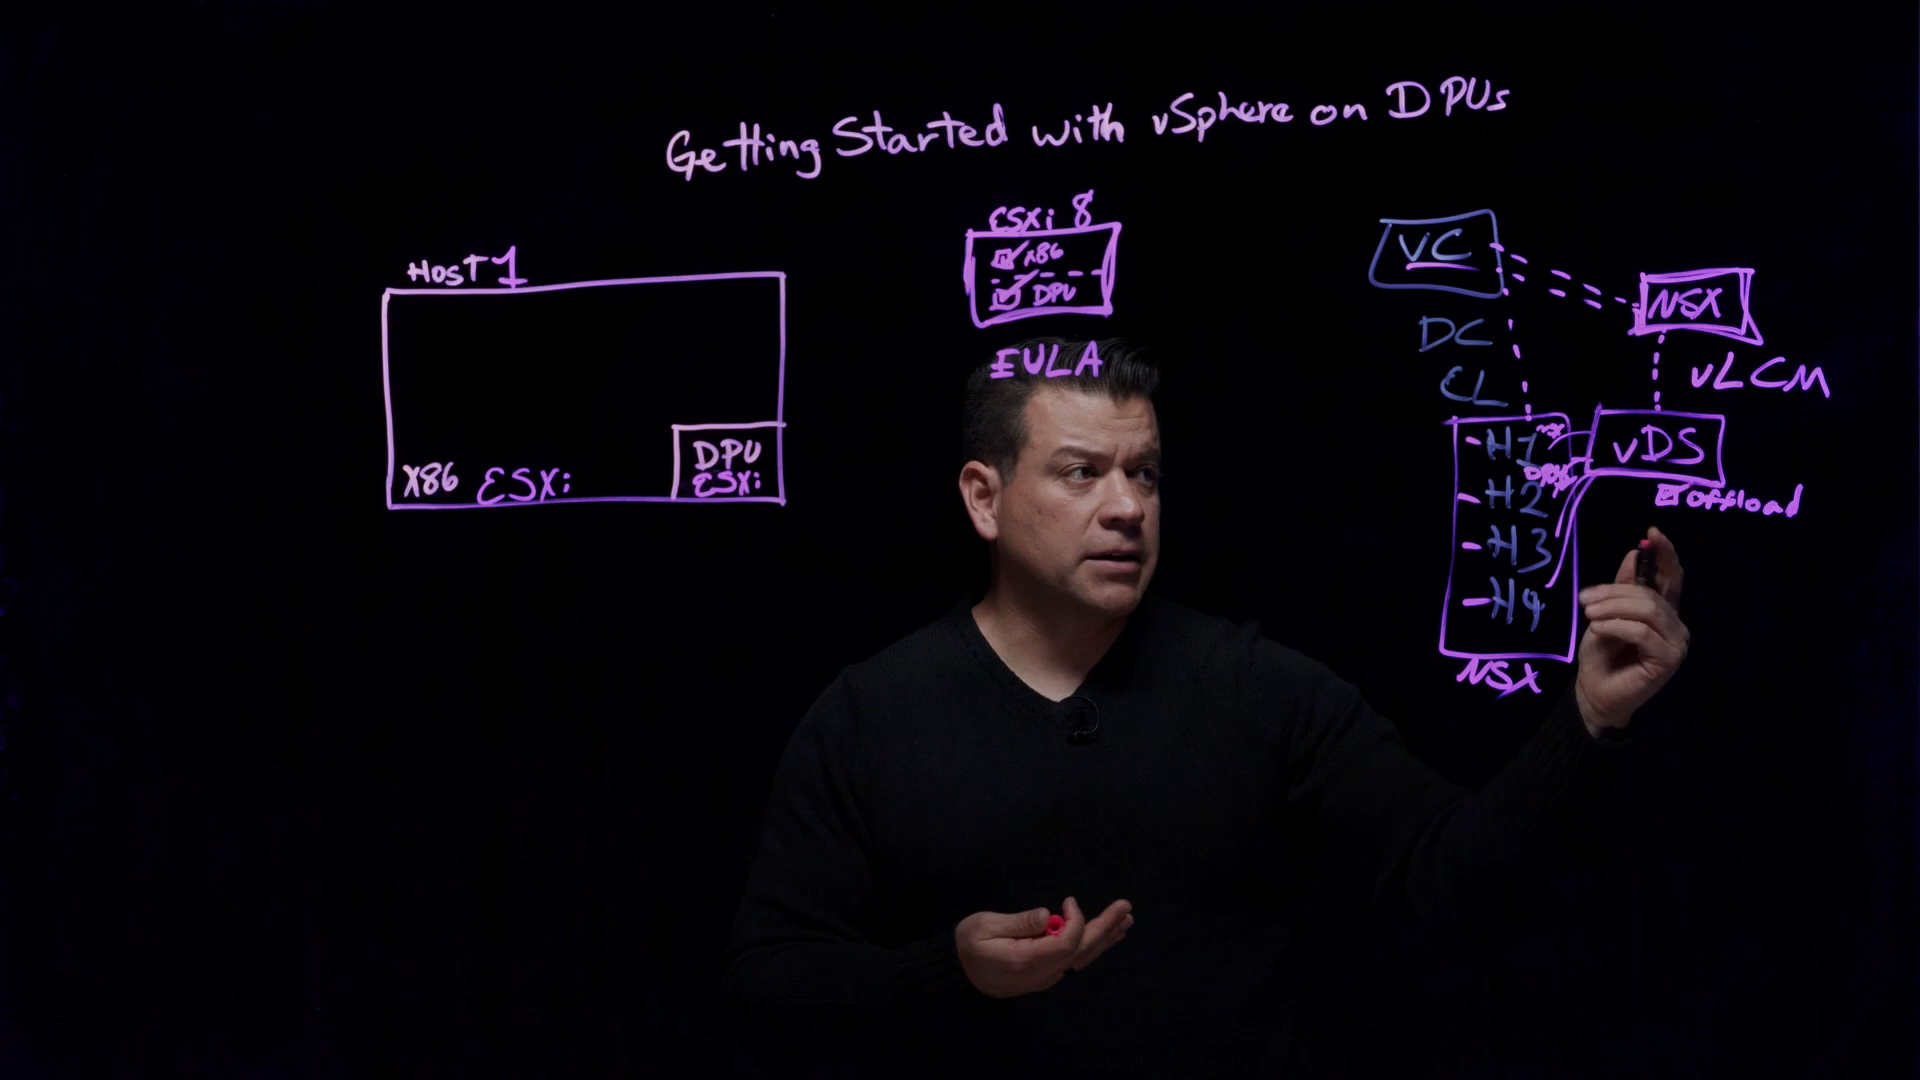 Getting Started with vSphere on DPUs
HOST 1
X86 ESXi
DPU
ESXi
ESXi 8
X86
DPU
EULA
VC
DC
CL
NSX
vLCM
H1
H2
H3
H4
NSX
vDS
offload